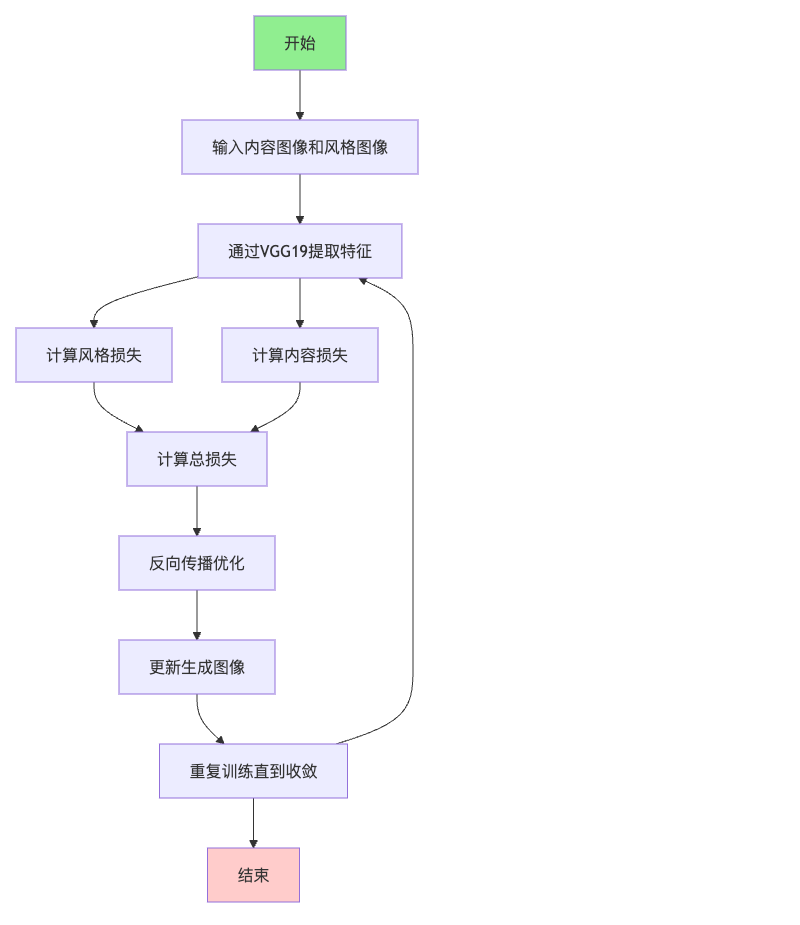 开始
输入内容图像和风格图像
通过VGG19提取特征
计算风格损失
计算内容损失
计算总损失
反向传播优化
更新生成图像
重复训练直到收敛
结束